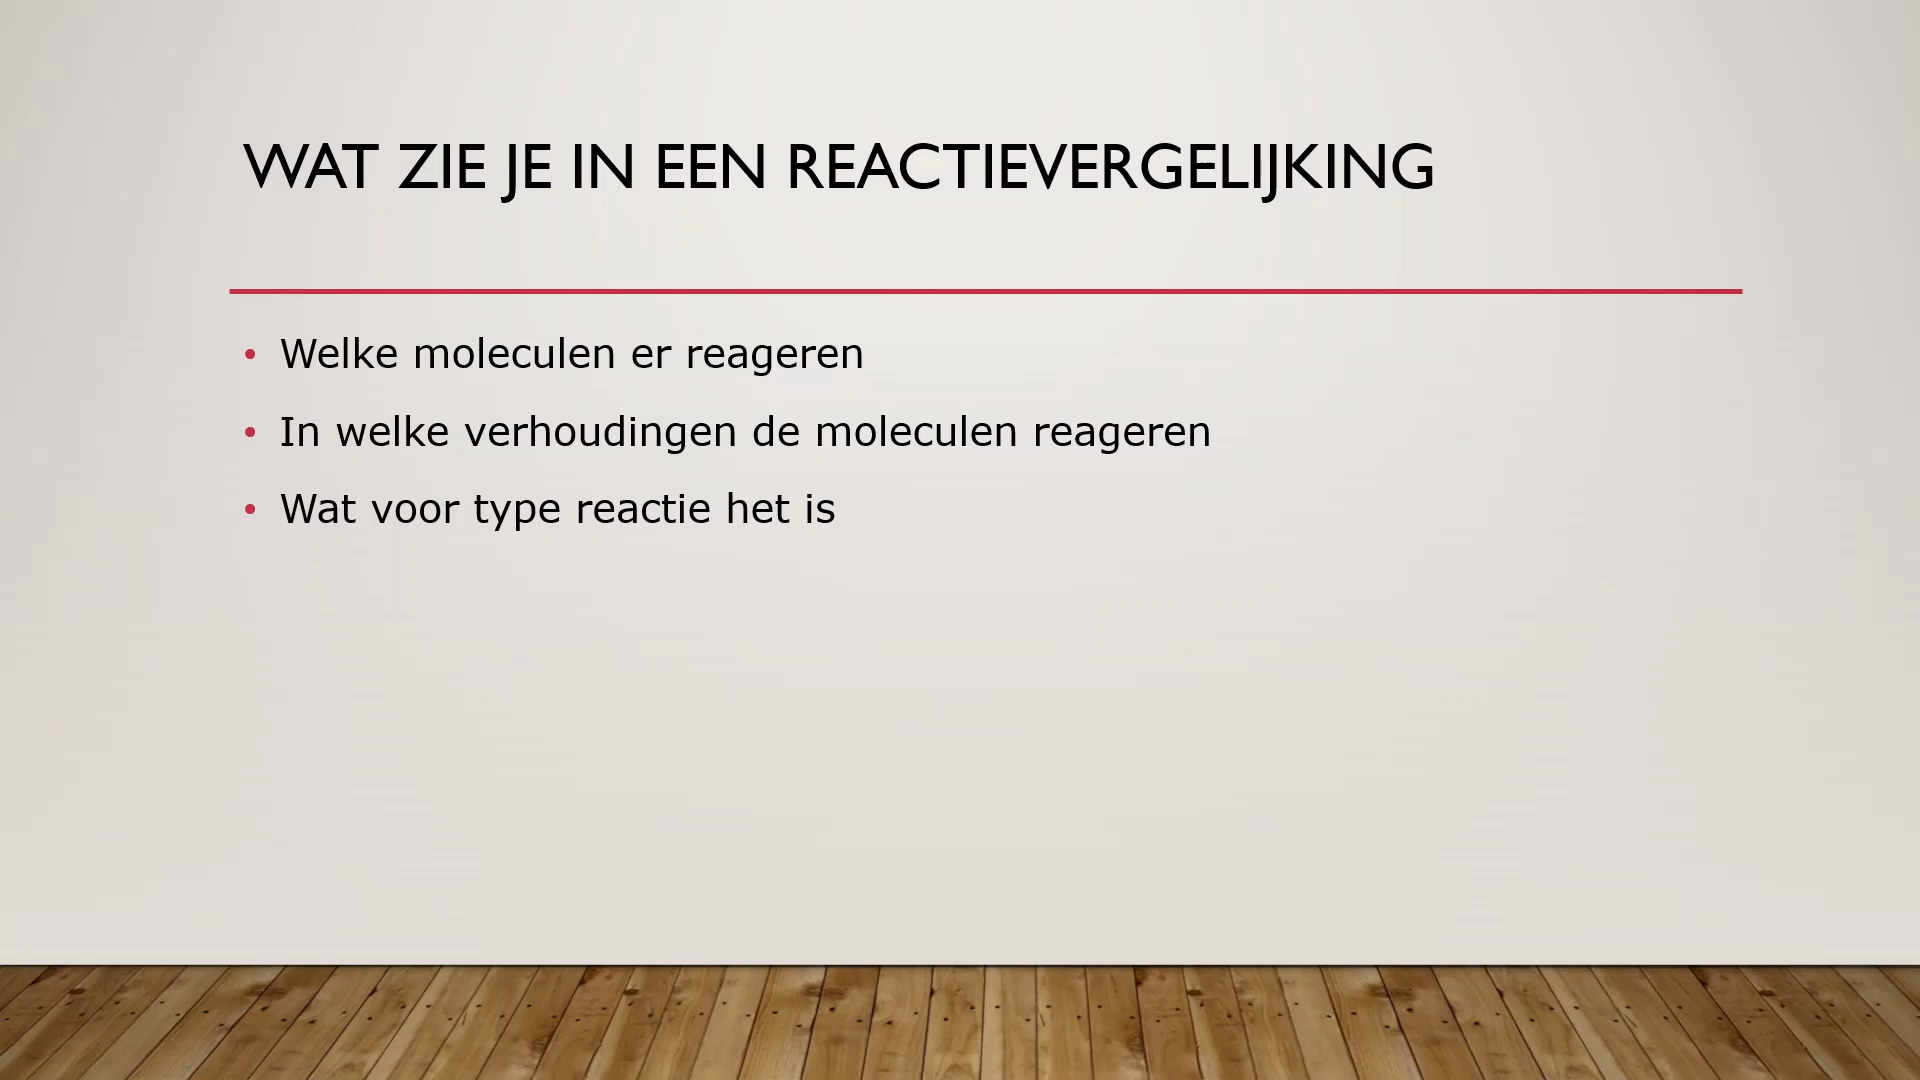 WAT ZIE JE IN EEN REACTIEVERGELIJKING
• Welke moleculen er reageren
• In welke verhoudingen de moleculen reageren
• Wat voor type reactie het is